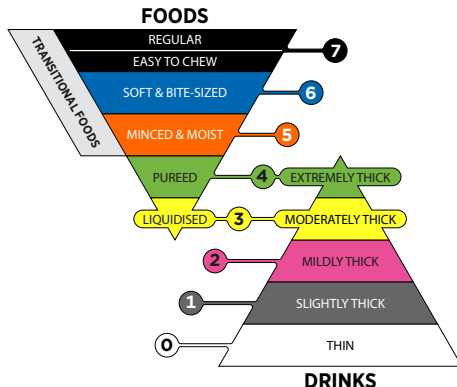 FOODS
REGULAR
7
EASY TO CHEW
TRANSITIONAL FOODS
SOFT & BITE-SIZED
6
MINCED & MOIST
5
PUREED
4
EXTREMELY THICK
LIQUIDISED
3
MODERATELY THICK
2
MILDLY THICK
1
SLIGHTLY THICK
0
THIN
DRINKS